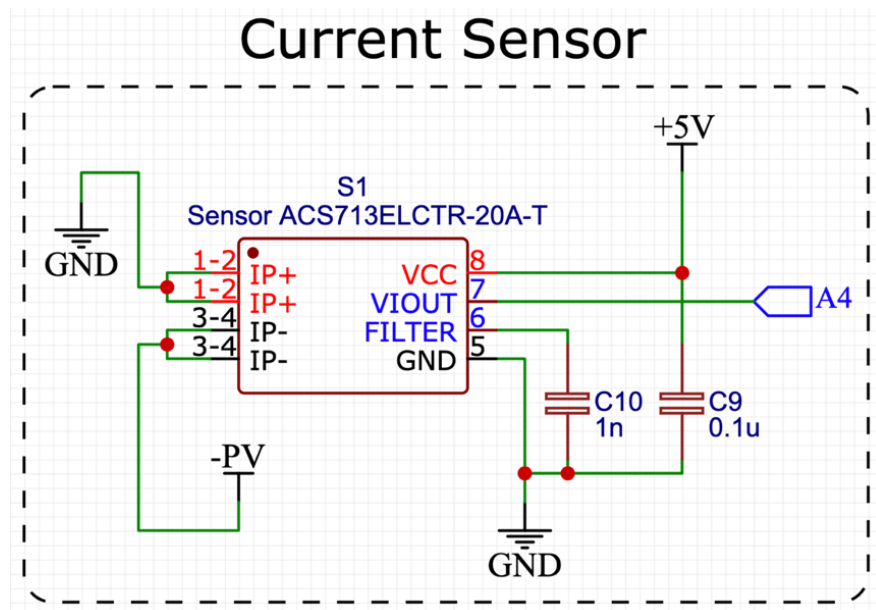 Current Sensor
+5V
S1
Sensor ACS713ELCTR-20A-T
GND
1-2 IP+ VCC 8
1-2 IP+ VIOUT 7 A4
3-4 IP- FILTER 6
3-4 IP- GND 5
C10 C9
1n 0.1u
-PV
GND